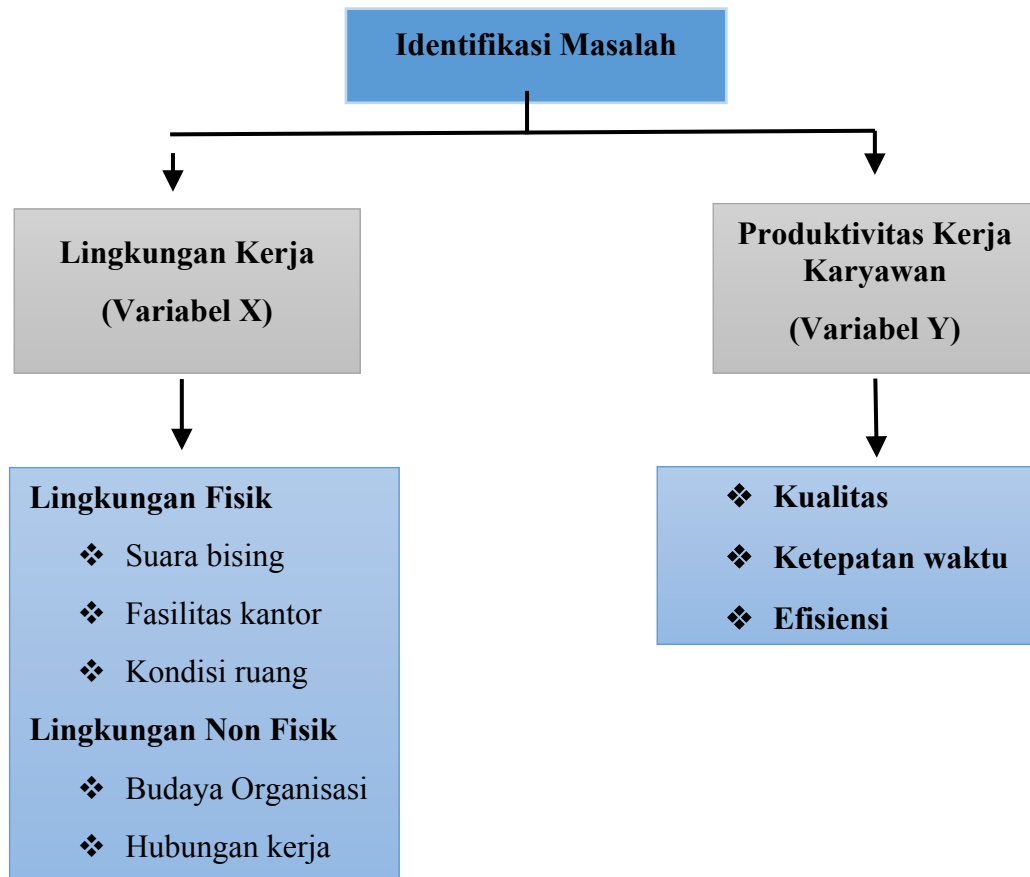 Identifikasi Masalah
Lingkungan Kerja
(Variabel X)
Produktivitas Kerja
Karyawan
(Variabel Y)
Lingkungan Fisik
❖ Suara bising
❖ Fasilitas kantor
❖ Kondisi ruang
Lingkungan Non Fisik
❖ Budaya Organisasi
❖ Hubungan kerja
❖ Kualitas
❖ Ketepatan waktu
❖ Efisiensi